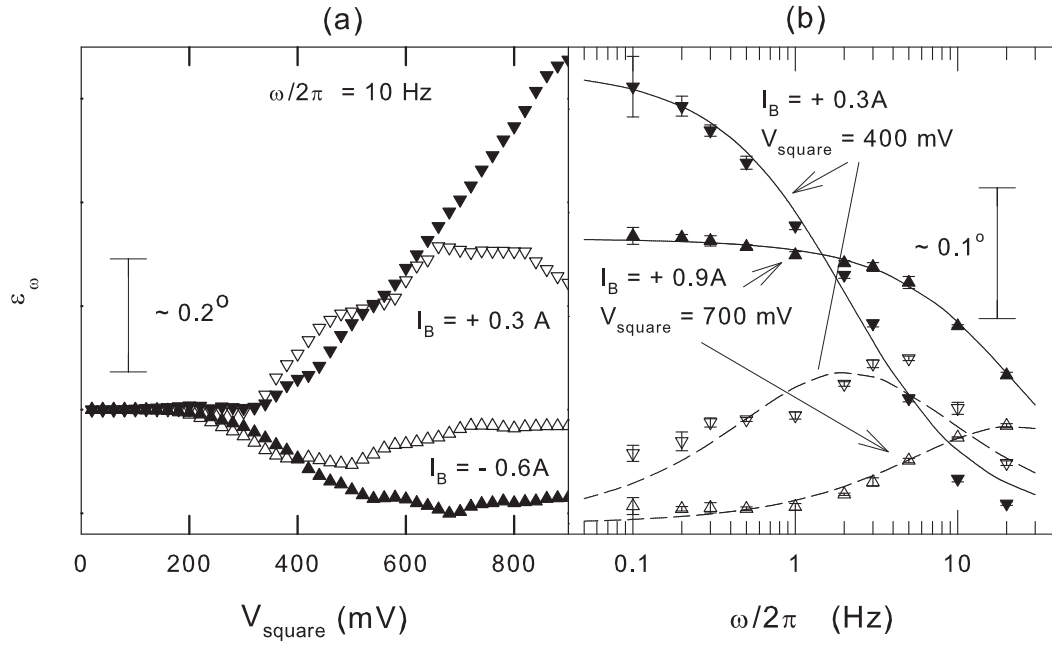 (a)
(b)
ω/2π = 10 Hz
I_B = + 0.3A
V_square = 400 mV
~ 0.1°
I_B = + 0.9A
V_square = 700 mV
ε_ω
~ 0.2°
I_B = + 0.3 A
I_B = - 0.6A
0 200 400 600 800
0.1 1 10
V_square (mV)
ω/2π (Hz)